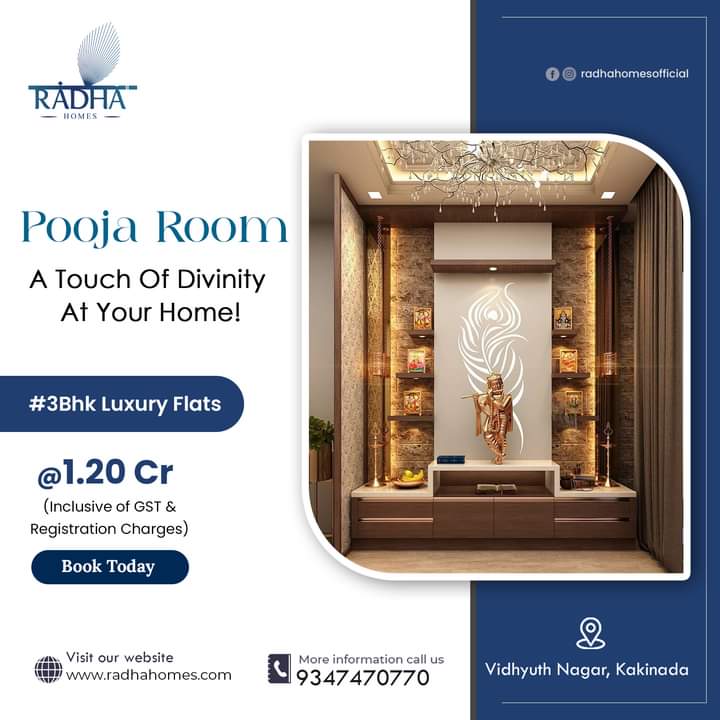 RADHA
HOMES
radhahomesofficial
Pooja Room
A Touch Of Divinity
At Your Home!
#3Bhk Luxury Flats
@1.20 Cr
(Inclusive of GST &
Registration Charges)
Book Today
Visit our website
www.radhahomes.com
More information call us
9347470770
Vidhyuth Nagar, Kakinada